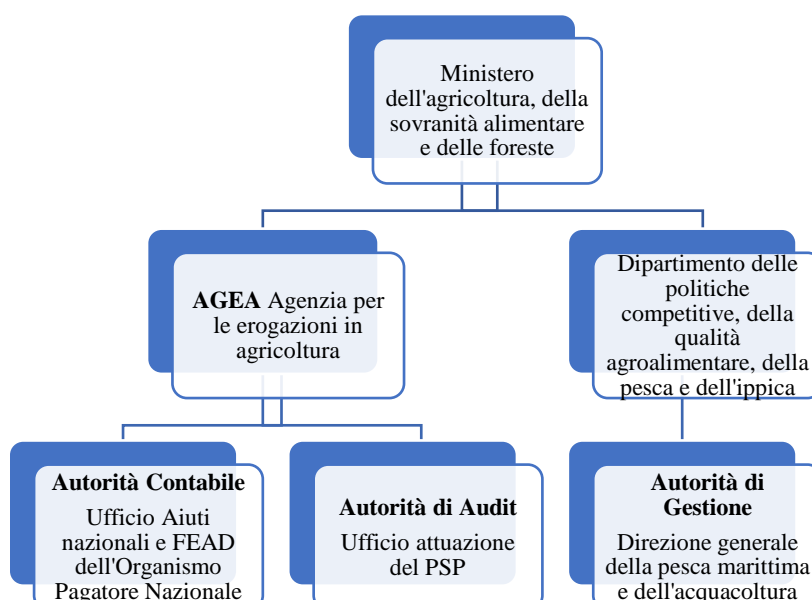 Ministero
dell'agricoltura, della
sovranità alimentare
e delle foreste
AGEA Agenzia per
le erogazioni in
agricoltura
Dipartimento delle
politiche
competitive, della
qualità
agroalimentare, della
pesca e dell'ippica
Autorità Contabile
Ufficio Aiuti
nazionali e FEAD
dell'Organismo
Pagatore Nazionale
Autorità di Audit
Ufficio attuazione
del PSP
Autorità di
Gestione
Direzione generale
della pesca marittima
e dell'acquacoltura